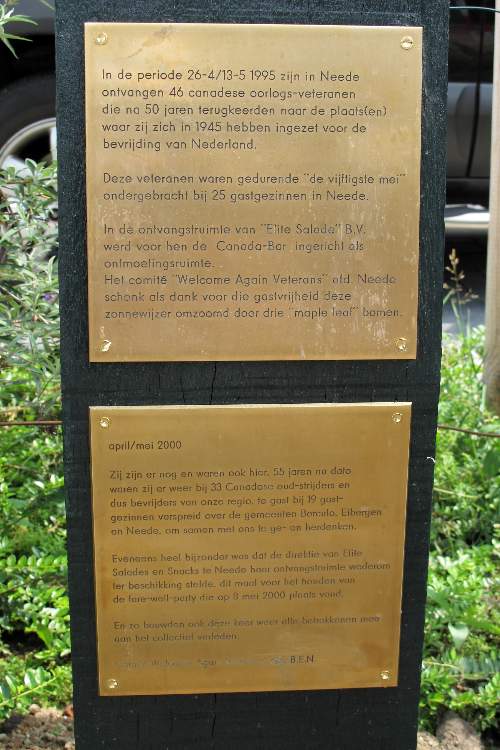 In de periode 26-4/13-5 1995 zijn in Neede
ontvangen 46 canadese oorlogs-veteranen
die na 50 jaren terugkeerden naar de plaats(en)
waar zij zich in 1945 hebben ingezet voor de
bevrijding van Nederland.
Deze veteranen waren gedurende "de vijftigste mei"
ondergebracht bij 25 gastgezinnen in Neede.
In de ontvangstruimte van "Elite Salade" B.V.
werd voor hen de Canada-Bar ingericht als
ontmoetingsruimte.
Het comité "Welcome Again Veterans" afd. Neede
schonk als dank voor die gastvrijheid deze
zonnewijzer omzoomd door drie "maple leaf" bomen.
april/mei 2000
Zij zijn er nog en waren ook hier, 55 jaren na dato
waren zij er weer bij 33 Canadese oud-strijders en
dus bevrijders van onze regio, te gast bij 19 gast-
gezinnen verspreid over de gemeenten Borculo, Eibergen
en Neede, om samen met ons te ge- en herdenken.
Eveneens heel bijzonder was dat de direktie van Elite
Salades en Snacks te Neede haar ontvangstruimte wederom
ter beschikking stelde, dit maal voor het houden van
de fare-well-party die op 8 mei 2000 plaats vond.
En zo bouwden ook deze keer weer alle betrokkenen mee
aan het collectief verleden.
B.E.N.